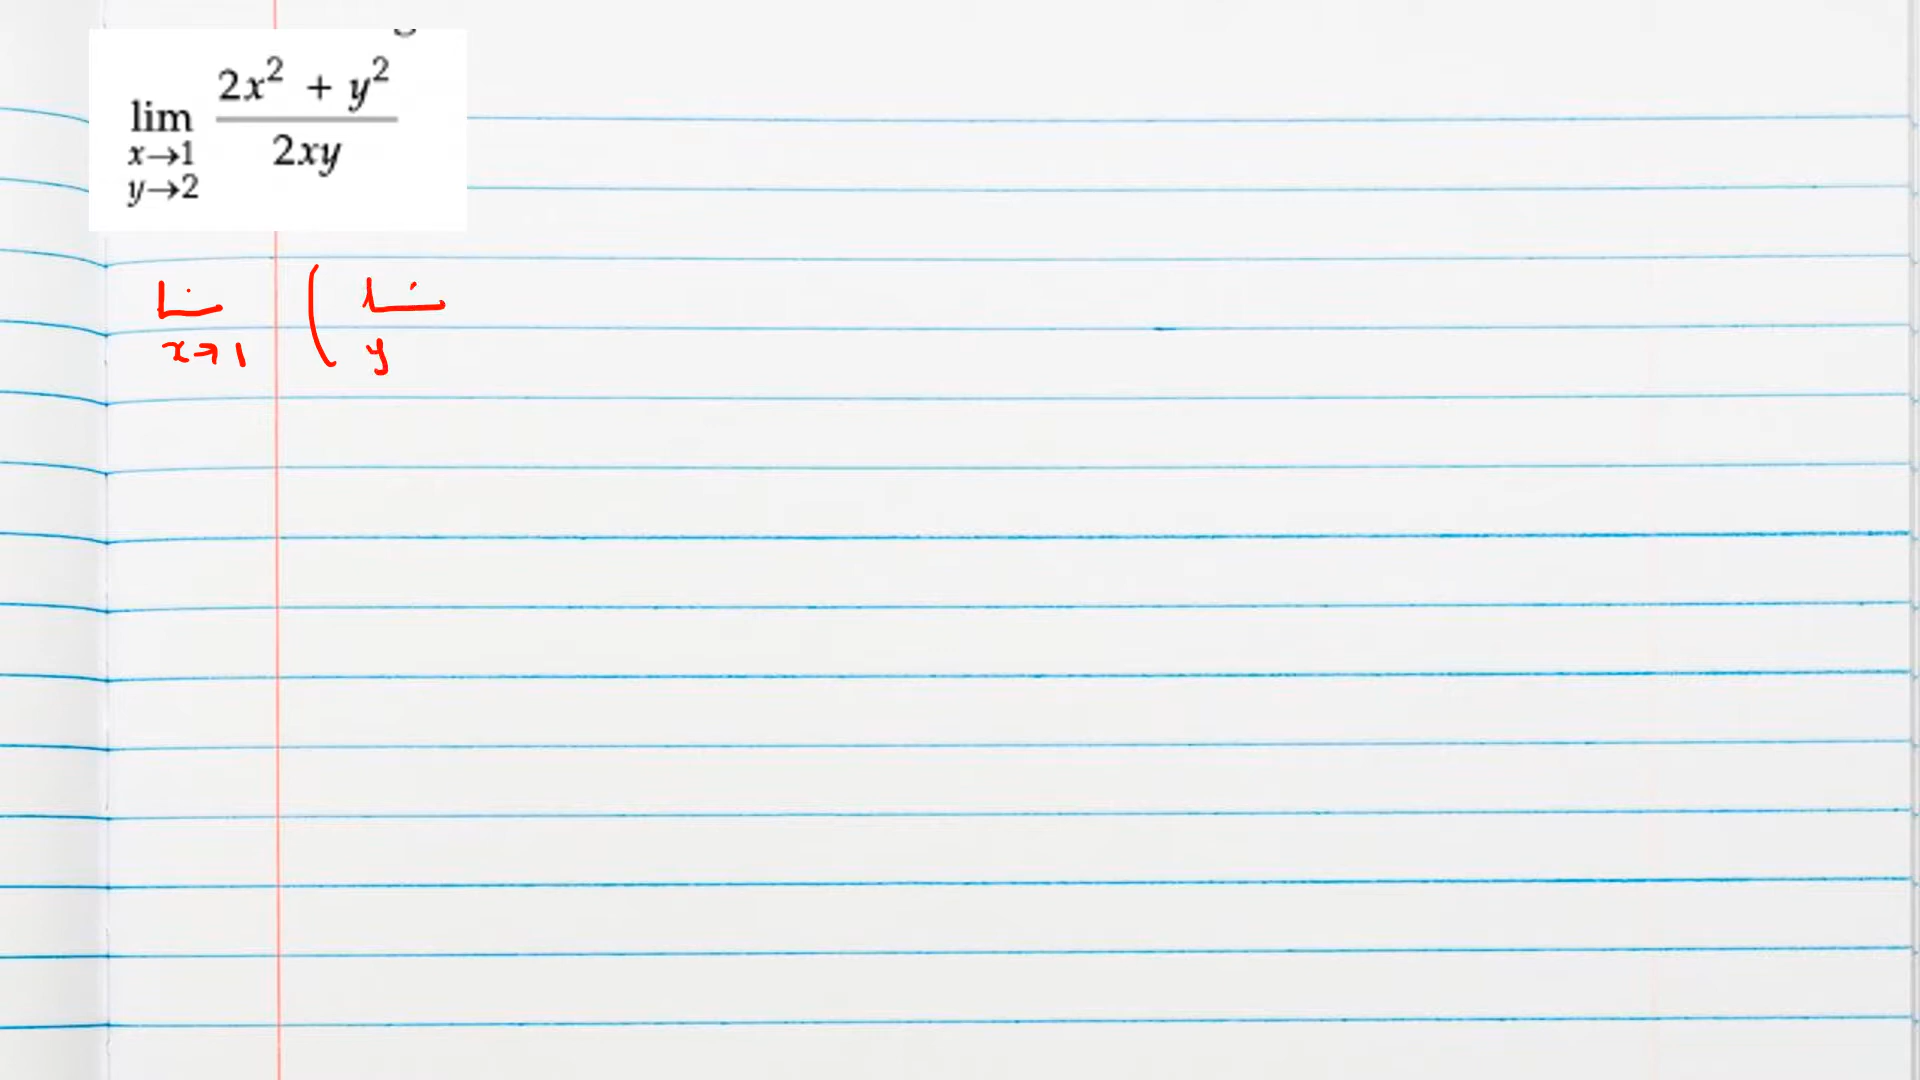 lim 2x² + y² / 2xy
x→1
y→2
lim ( lim
x→1 y